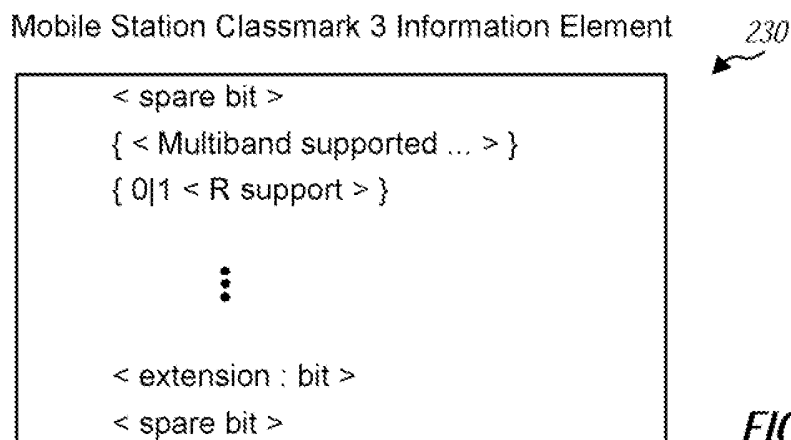 Mobile Station Classmark 3 Information Element
230
< spare bit >
{ < Multiband supported ... > }
{ 0|1 < R support > }
< extension : bit >
< spare bit >